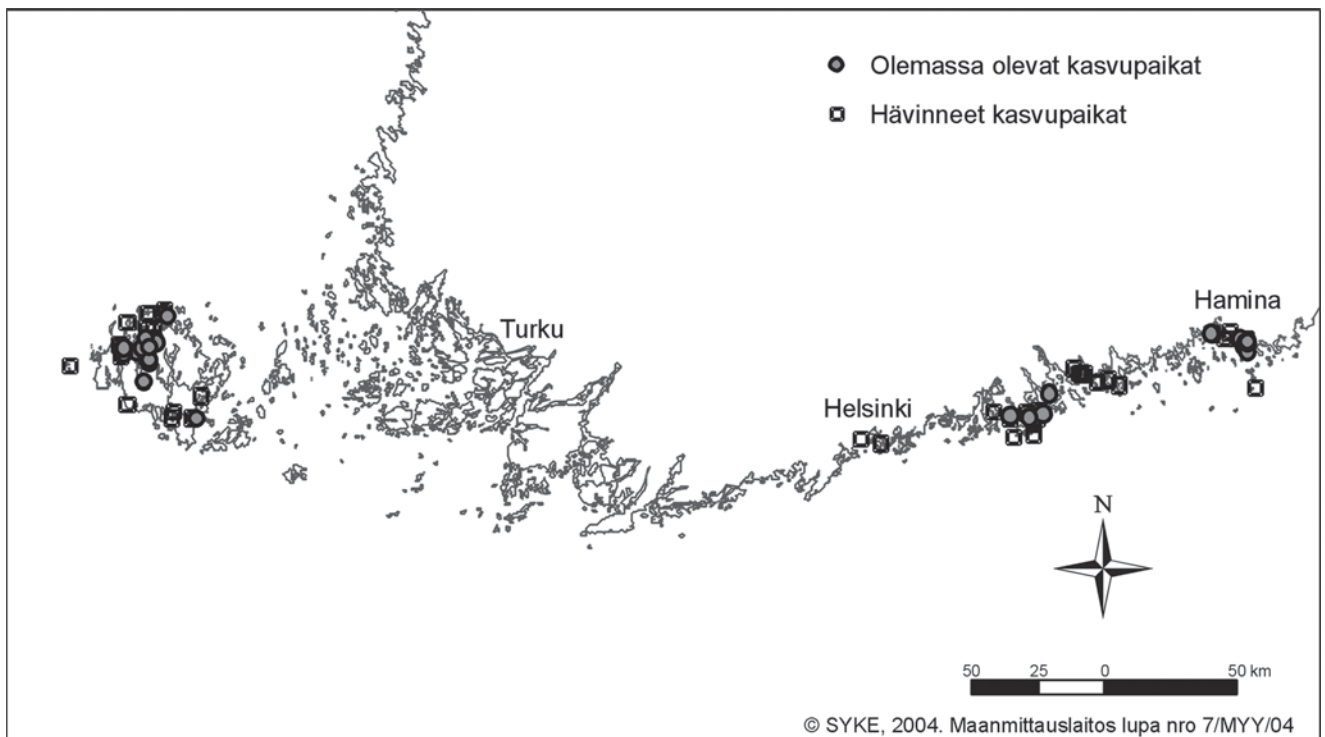 Olemassa olevat kasvupaikat
Hävinneet kasvupaikat
Hamina
Turku
Helsinki
N
50 25 0 50 km
© SYKE, 2004. Maanmittauslaitos lupa nro 7/MYY/04